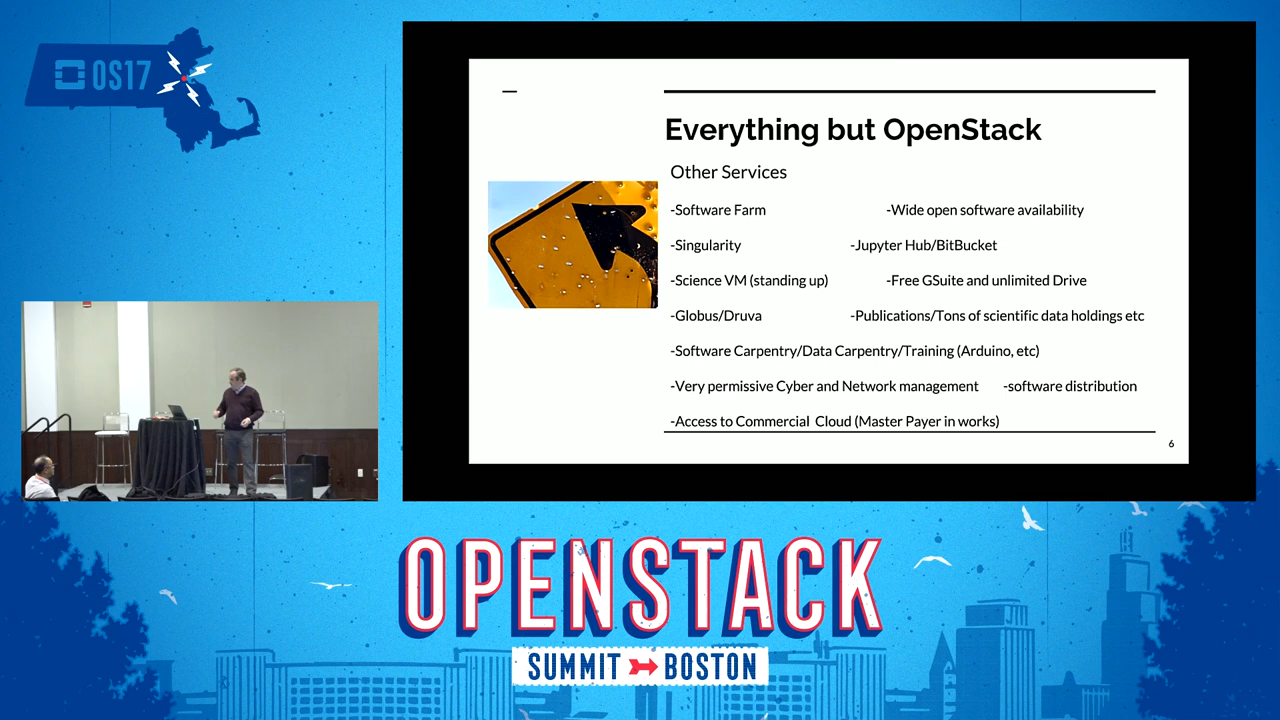 OS17
Everything but OpenStack
Other Services
-Software Farm -Wide open software availability
-Singularity -Jupyter Hub/BitBucket
-Science VM (standing up) -Free GSuite and unlimited Drive
-Globus/Druva -Publications/Tons of scientific data holdings etc
-Software Carpentry/Data Carpentry/Training (Arduino, etc)
-Very permissive Cyber and Network management -software distribution
-Access to Commercial Cloud (Master Payer in works)
6
OPENSTACK
SUMMIT BOSTON